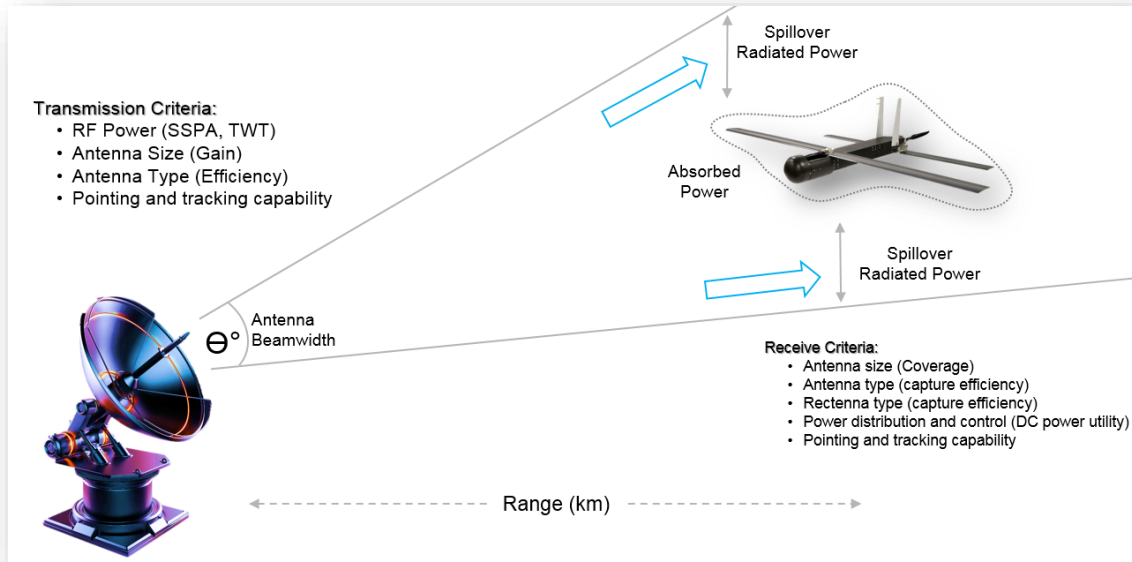 Spillover
Radiated Power
Transmission Criteria:
• RF Power (SSPA, TWT)
• Antenna Size (Gain)
• Antenna Type (Efficiency)
• Pointing and tracking capability
Absorbed
Power
Spillover
Radiated Power
Antenna
Beamwidth
Ө°
Receive Criteria:
• Antenna size (Coverage)
• Antenna type (capture efficiency)
• Rectenna type (capture efficiency)
• Power distribution and control (DC power utility)
• Pointing and tracking capability
Range (km)